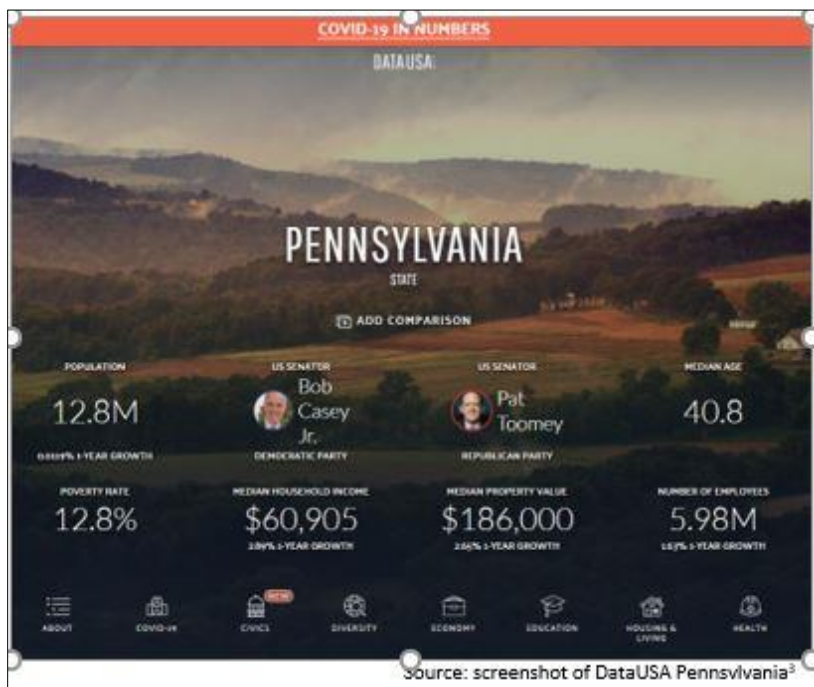 COVID-19 IN NUMBERS
DATAUSA:
PENNSYLVANIA
STATE
ADD COMPARISON
POPULATION
12.8M
1-YEAR GROWTH
US SENATOR
Bob
Casey
Jr.
DEMOCRATIC PARTY
US SENATOR
Pat
Toomey
REPUBLICAN PARTY
MEDIAN AGE
40.8
POVERTY RATE
12.8%
MEDIAN HOUSEHOLD INCOME
$60,905
2.89% 1-YEAR GROWTH
MEDIAN PROPERTY VALUE
$186,000
2.65% 1-YEAR GROWTH
NUMBER OF EMPLOYEES
5.98M
1-YEAR GROWTH
ABOUT
COVID-19
NEW
CIVICS
DIVERSITY
ECONOMY
EDUCATION
HOUSING &
LIVING
HEALTH
Source: screenshot of DataUSA Pennsylvania³